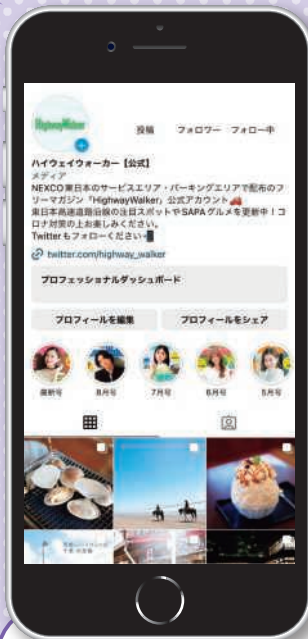 HighwayWalker
投稿 フォロワー フォロー中
ハイウェイウォーカー【公式】
メディア
NEXCO東日本のサービスエリア・パーキングエリアで配布のフ
リーマガジン「HighwayWalker」公式アカウント🚗
東日本高速道路沿線の注目スポットやSAPAグルメを更新中！コ
ロナ対策の上お楽しみください。
Twitterもフォローください📱
twitter.com/highway_walker
プロフェッショナルダッシュボード
プロフィールを編集 プロフィールをシェア
最新号 8月号 7月号 6月号 5月号